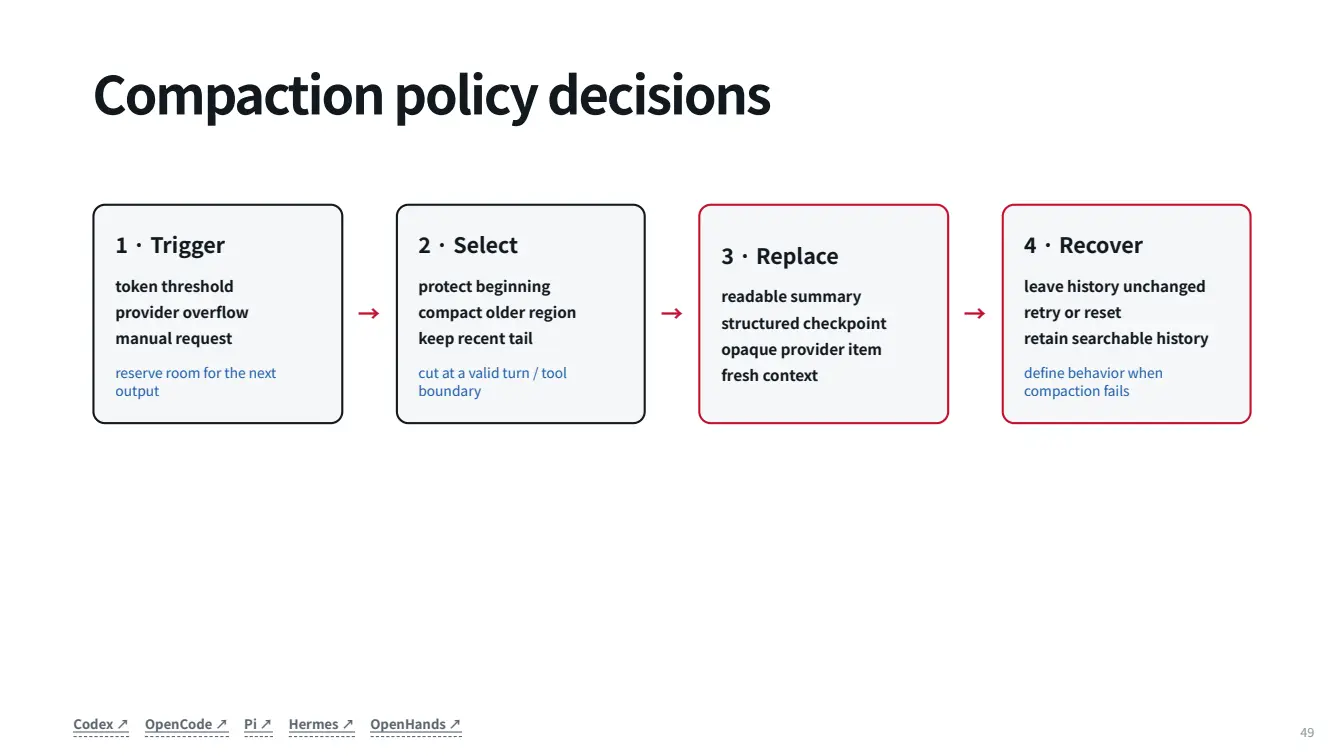 Compaction policy decisions
1 · Trigger
token threshold
provider overflow
manual request
reserve room for the next
output
→
2 · Select
protect beginning
compact older region
keep recent tail
cut at a valid turn / tool
boundary
→
3 · Replace
readable summary
structured checkpoint
opaque provider item
fresh context
→
4 · Recover
leave history unchanged
retry or reset
retain searchable history
define behavior when
compaction fails
Codex ↗ OpenCode ↗ Pi ↗ Hermes ↗ OpenHands ↗
49